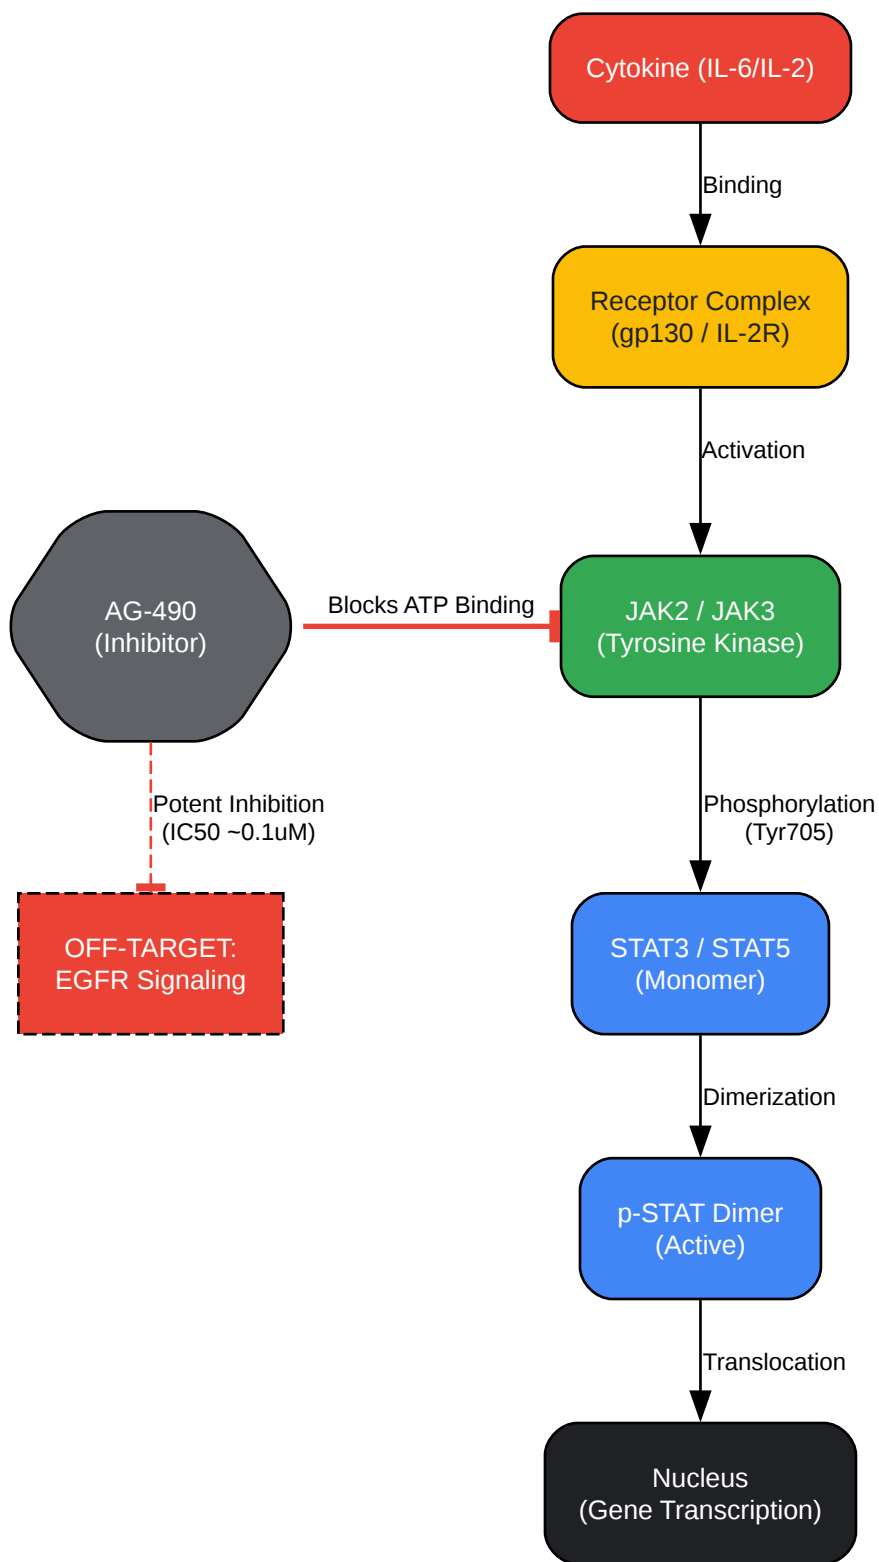 Cytokine (IL-6/IL-2)
Binding
Receptor Complex
(gp130 / IL-2R)
Activation
AG-490
(Inhibitor)
Blocks ATP Binding
JAK2 / JAK3
(Tyrosine Kinase)
Potent Inhibition
(IC50 ~0.1uM)
Phosphorylation
(Tyr705)
OFF-TARGET:
EGFR Signaling
STAT3 / STAT5
(Monomer)
Dimerization
p-STAT Dimer
(Active)
Translocation
Nucleus
(Gene Transcription)